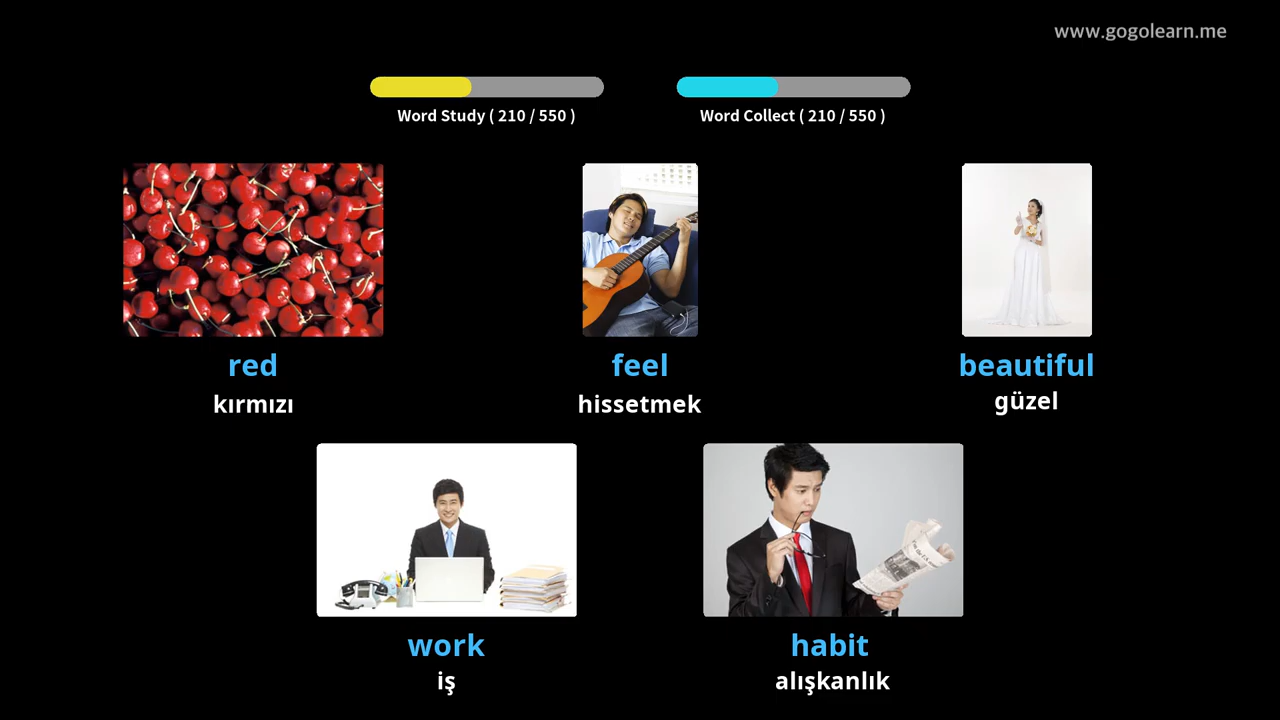 www.gogolearn.me
Word Study ( 210 / 550 )
Word Collect ( 210 / 550 )
red
kırmızı
feel
hissetmek
beautiful
güzel
work
iş
habit
alışkanlık